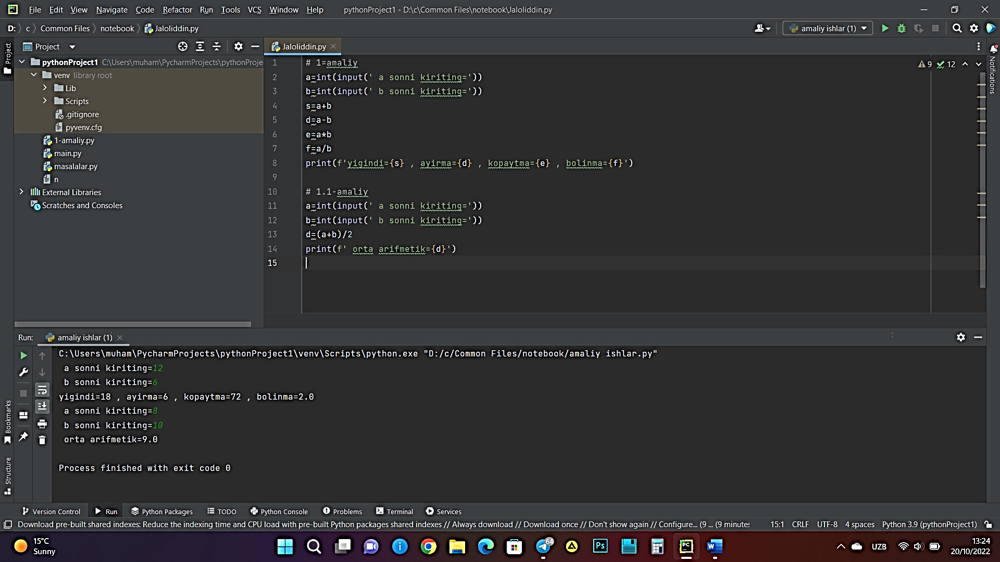 PC File Edit View Navigate Code Refactor Run Tools VCS Window Help pythonProject1 - D:\c\Common Files\notebook\Jaloliddin.py
D: c Common Files notebook Jaloliddin.py amaliy ishlar (1)
Project
Project
Jaloliddin.py
Notifications
pythonProject1 C:\Users\muham\PycharmProjects\pythonProje
venv library root
Lib
Scripts
.gitignore
pyvenv.cfg
1-amaliy.py
main.py
masalalar.py
n
External Libraries
Scratches and Consoles
9 12
1 # 1=amaliy
2 a=int(input(' a sonni kiriting='))
3 b=int(input(' b sonni kiriting='))
4 s=a+b
5 d=a-b
6 e=a*b
7 f=a/b
8 print(f'yigindi={s} , ayirma={d} , kopaytma={e} , bolinma={f}')
9
10 # 1.1-amaliy
11 a=int(input(' a sonni kiriting='))
12 b=int(input(' b sonni kiriting='))
13 d=(a+b)/2
14 print(f' orta arifmetik={d}')
15
Run: amaliy ishlar (1)
C:\Users\muham\PycharmProjects\pythonProject1\venv\Scripts\python.exe "D:/c/Common Files/notebook/amaliy ishlar.py"
a sonni kiriting=12
b sonni kiriting=6
yigindi=18 , ayirma=6 , kopaytma=72 , bolinma=2.0
a sonni kiriting=8
b sonni kiriting=10
orta arifmetik=9.0
Process finished with exit code 0
Bookmarks
Structure
Version Control Run Python Packages TODO Python Console Problems Terminal Services
Download pre-built shared indexes: Reduce the indexing time and CPU load with pre-built Python packages shared indexes // Always download // Download once // Don't show again // Configure... (9 ... (9 minutes 15:1 CRLF UTF-8 4 spaces Python 3.9 (pythonProject1)
15°C
Sunny
64
Ps
PC
W
UZB
13:24
20/10/2022